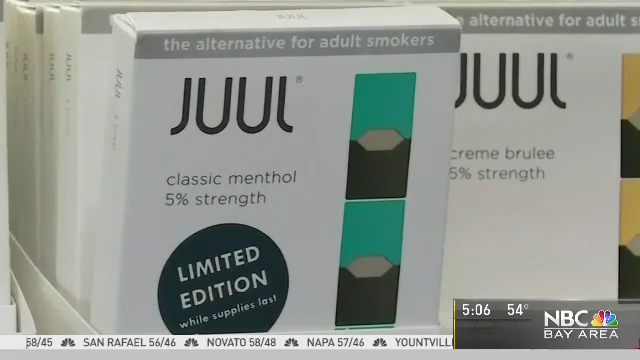 the alternative for adult smokers
JUUL
classic menthol
5% strength
LIMITED
EDITION
while supplies last
e alternative for adult s
JUUL
creme brulee
5% strength
JUUL
5:06 54°
NBC
BAY AREA
58/45 SAN RAFAEL 56/46 NOVATO 58/48 NAPA 57/46 YOUNTVILL